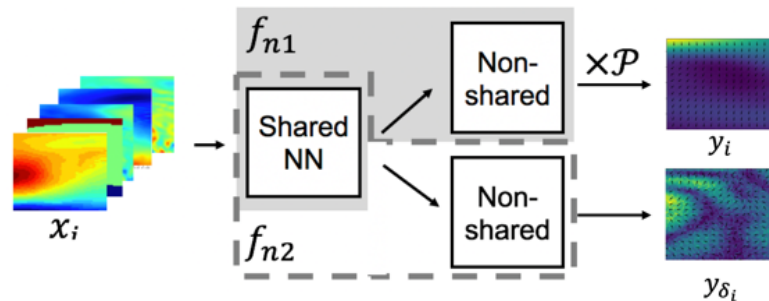 f_{n1}
Non-
shared
×𝒫
y_i
Shared
NN
x_i
f_{n2}
Non-
shared
y_{δ_i}